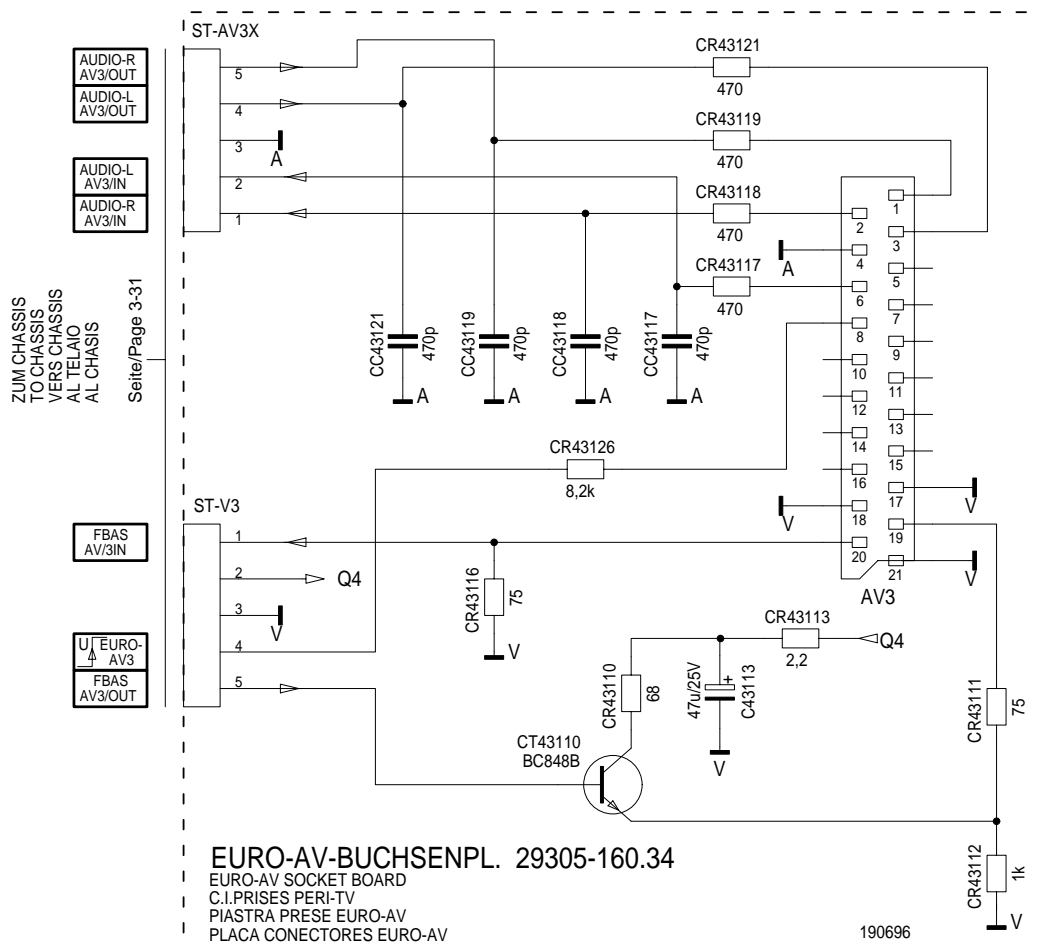 ST-AV3X
AUDIO-R
AV3/OUT
AUDIO-L
AV3/OUT
AUDIO-L
AV3/IN
AUDIO-R
AV3/IN
5
4
3
2
1
A
CR43121
470
CR43119
470
CR43118
470
CR43117
470
A
1
2
3
4
5
6
7
8
9
10
11
12
13
14
15
16
17
18
19
20
21
V
V
V
AV3
ZUM CHASSIS
TO CHASSIS
VERS CHASSIS
AL TELAIO
AL CHASIS
Seite/Page 3-31
CC43121
470p
A
CC43119
470p
A
CC43118
470p
A
CC43117
470p
A
CR43126
8,2k
ST-V3
FBAS
AV/3IN
U EURO-
AV3
FBAS
AV3/OUT
1
2
3
4
5
Q4
V
CR43116
75
V
CR43113
2,2
Q4
CR43110
68
47u/25V
+
C43113
V
CR43111
75
CT43110
BC848B
CR43112
1k
V
EURO-AV-BUCHSENPL. 29305-160.34
EURO-AV SOCKET BOARD
C.I.PRISES PERI-TV
PIASTRA PRESE EURO-AV
PLACA CONECTORES EURO-AV
190696